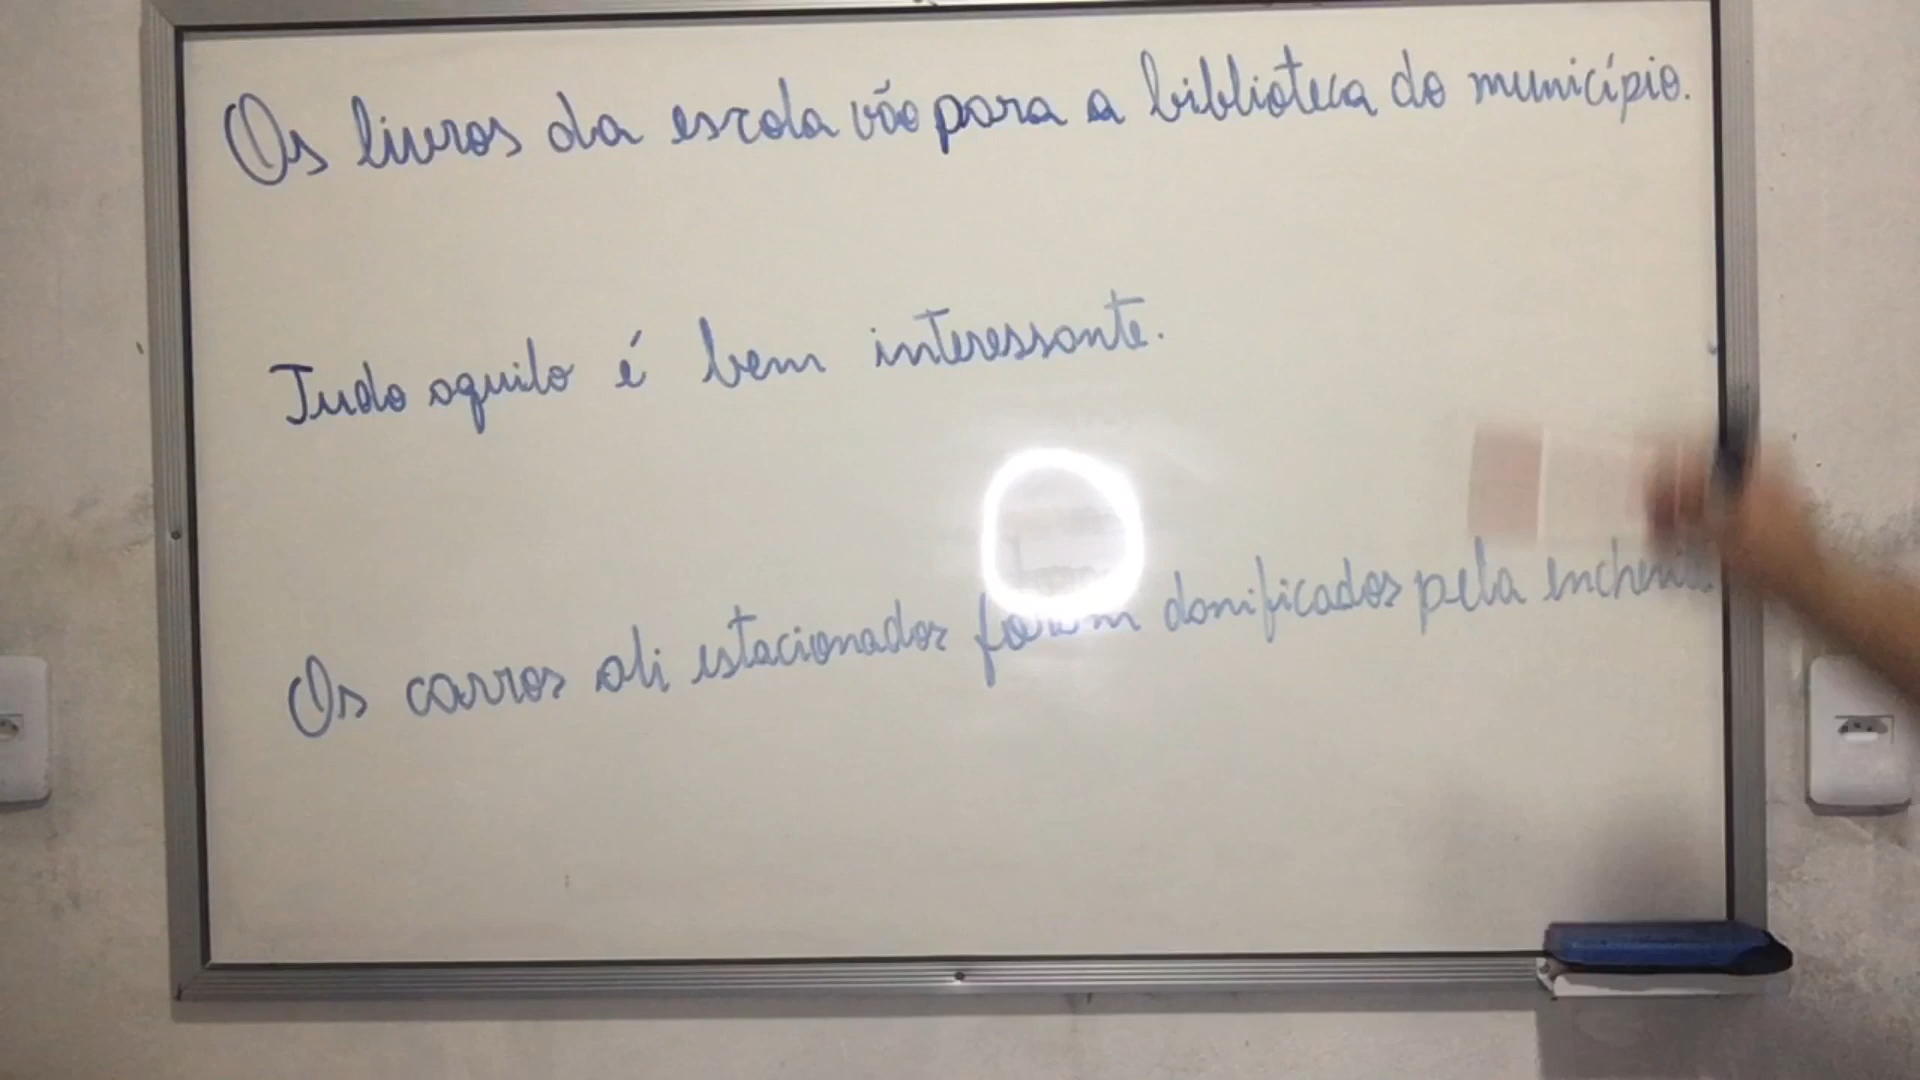 Os livros da escola vão para a biblioteca do município.
Tudo aquilo é bem interessante.
Os carros ali estacionados foram danificados pela enchente.